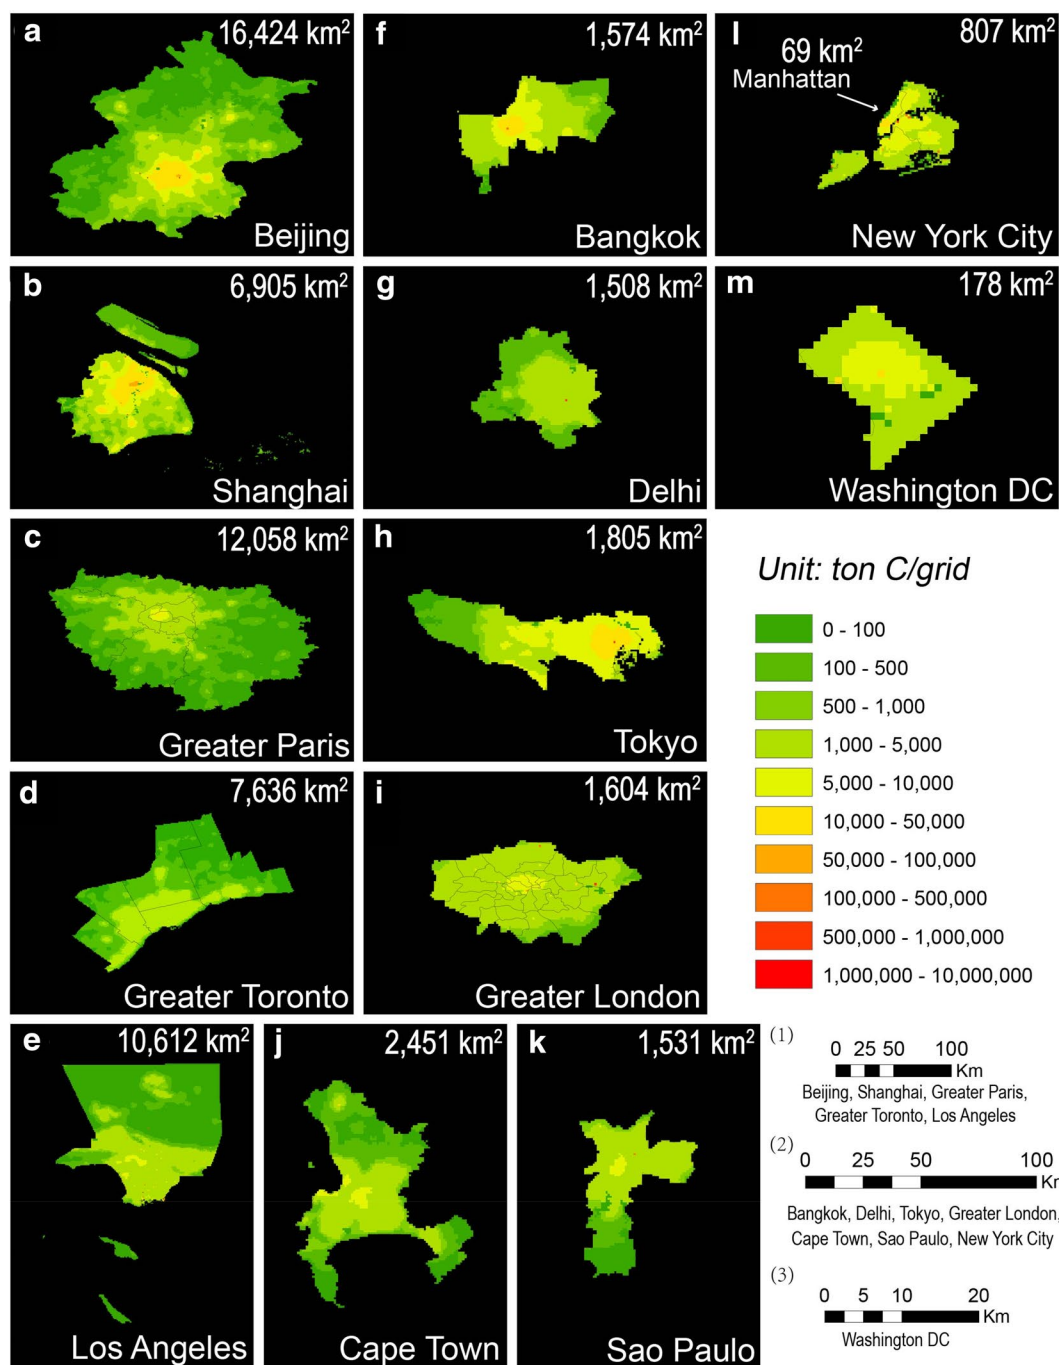 a
16,424 km²
Beijing
f
1,574 km²
Bangkok
l
807 km²
69 km²
Manhattan
New York City
b
6,905 km²
Shanghai
g
1,508 km²
Delhi
m
178 km²
Washington DC
c
12,058 km²
Greater Paris
h
1,805 km²
Tokyo
d
7,636 km²
Greater Toronto
i
1,604 km²
Greater London
Unit: ton C/grid
0 - 100
100 - 500
500 - 1,000
1,000 - 5,000
5,000 - 10,000
10,000 - 50,000
50,000 - 100,000
100,000 - 500,000
500,000 - 1,000,000
1,000,000 - 10,000,000
e
10,612 km²
Los Angeles
j
2,451 km²
Cape Town
k
1,531 km²
Sao Paulo
(1)
0 25 50 100
Km
Beijing, Shanghai, Greater Paris,
Greater Toronto, Los Angeles
(2)
0 25 50 100
Km
Bangkok, Delhi, Tokyo, Greater London,
Cape Town, Sao Paulo, New York City
(3)
0 5 10 20
Km
Washington DC